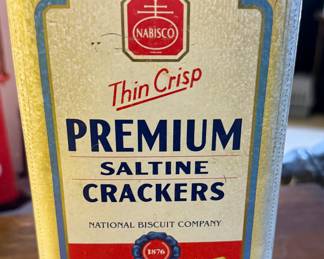 NABISCO
Thin Crisp
PREMIUM
SALTINE
CRACKERS
NATIONAL BISCUIT COMPANY
1876